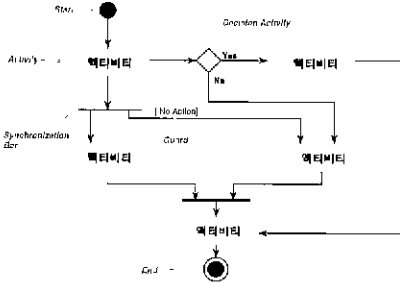 Start
Decision Activity
Activity
액티비티
Yes
액티비티
No
[No Action]
Synchronization
Bar
Guard
액티비티
액티비티
액티비티
End